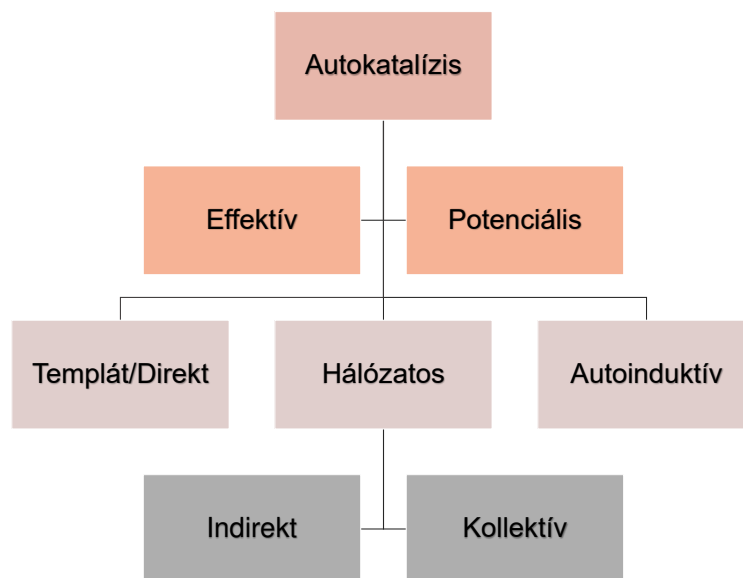 Autokatalízis
Effektív
Potenciális
Templát/Direkt
Hálózatos
Autoinduktív
Indirekt
Kollektív